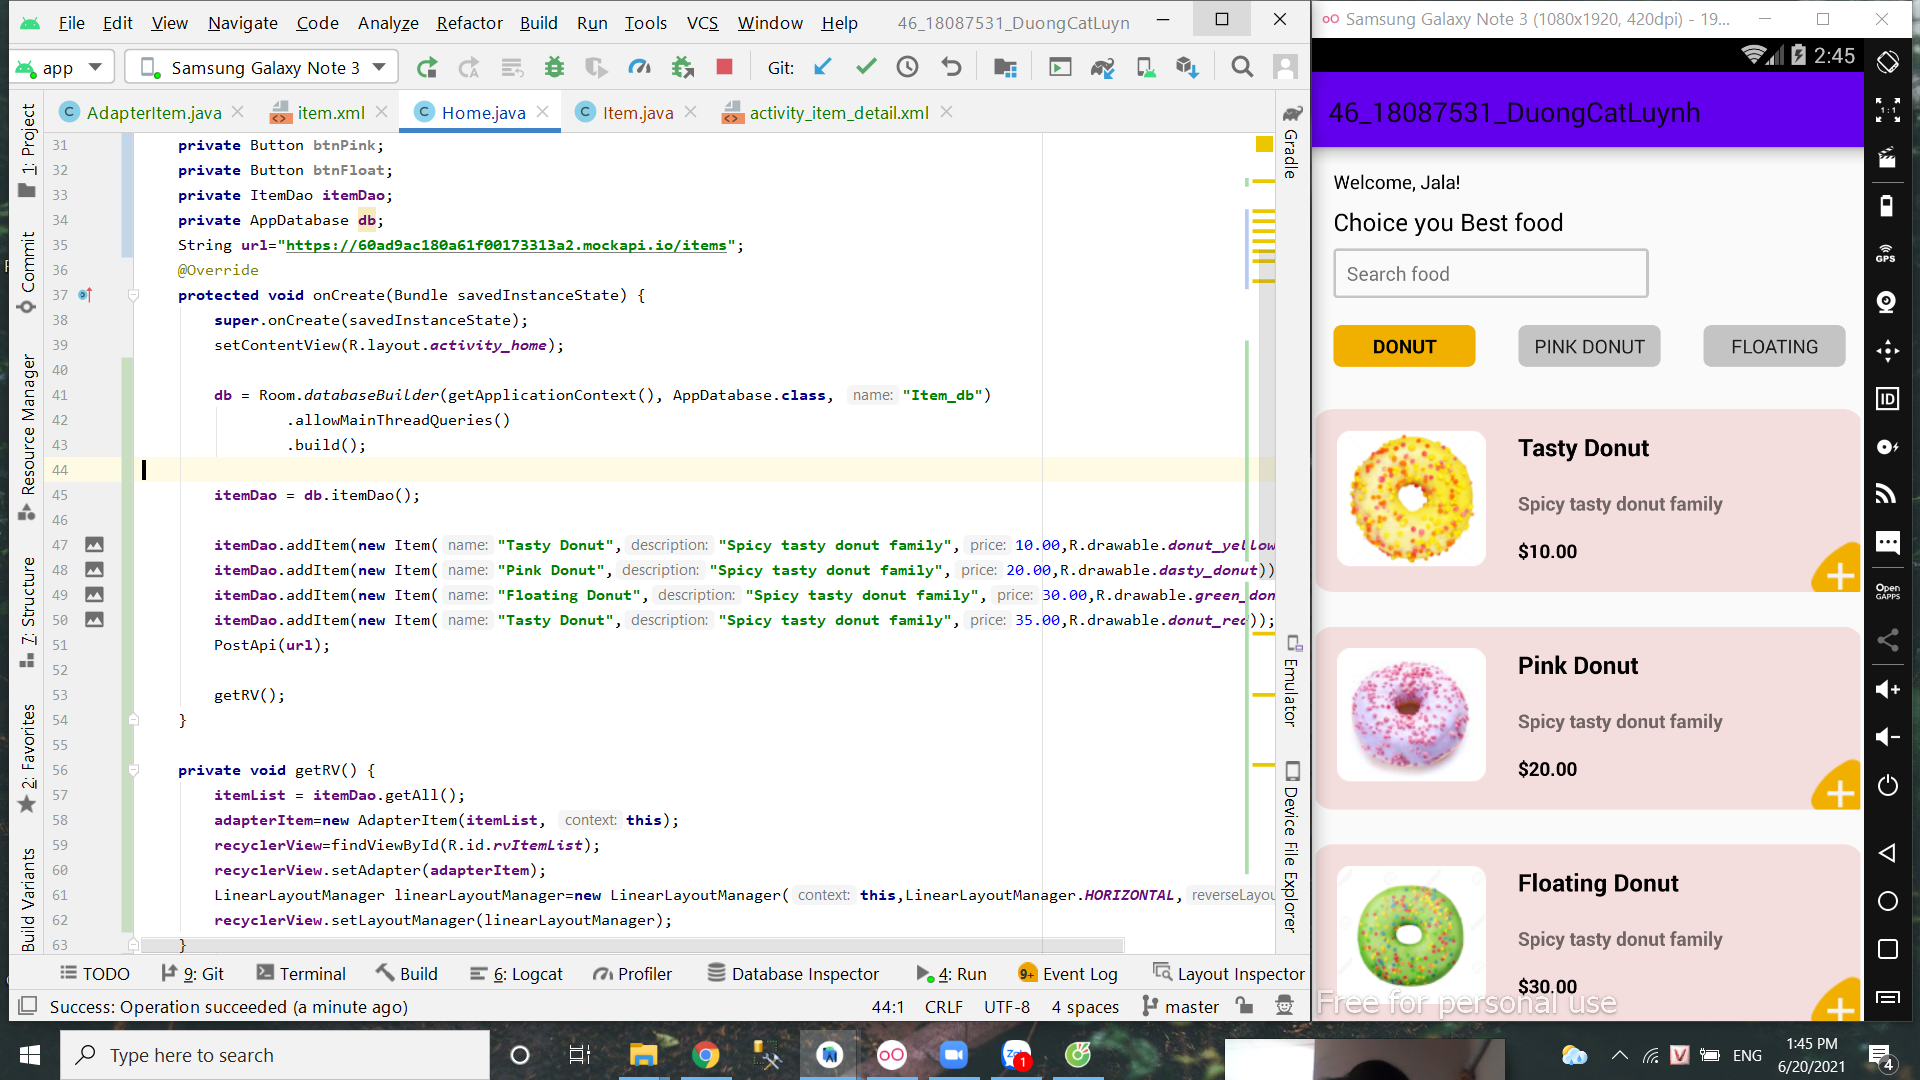 File Edit View Navigate Code Analyze Refactor Build Run Tools VCS Window Help 46_18087531_DuongCatLuyn
app Samsung Galaxy Note 3 Git:
AdapterItem.java item.xml Home.java Item.java activity_item_detail.xml
31 private Button btnPink;
32 private Button btnFloat;
33 private ItemDao itemDao;
34 private AppDatabase db;
35 String url="https://60ad9ac180a61f00173313a2.mockapi.io/items";
36 @Override
37 protected void onCreate(Bundle savedInstanceState) {
38 super.onCreate(savedInstanceState);
39 setContentView(R.layout.activity_home);
40
41 db = Room.databaseBuilder(getApplicationContext(), AppDatabase.class, name: "Item_db")
42 .allowMainThreadQueries()
43 .build();
44
45 itemDao = db.itemDao();
46
47 itemDao.addItem(new Item( name: "Tasty Donut", description: "Spicy tasty donut family", price: 10.00,R.drawable.donut_yellow
48 itemDao.addItem(new Item( name: "Pink Donut", description: "Spicy tasty donut family", price: 20.00,R.drawable.dasty_donut))
49 itemDao.addItem(new Item( name: "Floating Donut", description: "Spicy tasty donut family", price: 30.00,R.drawable.green_don
50 itemDao.addItem(new Item( name: "Tasty Donut", description: "Spicy tasty donut family", price: 35.00,R.drawable.donut_red));
51 PostApi(url);
52
53 getRV();
54 }
55
56 private void getRV() {
57 itemList = itemDao.getAll();
58 adapterItem=new AdapterItem(itemList, context: this);
59 recyclerView=findViewById(R.id.rvItemList);
60 recyclerView.setAdapter(adapterItem);
61 LinearLayoutManager linearLayoutManager=new LinearLayoutManager( context: this,LinearLayoutManager.HORIZONTAL, reverseLayou
62 recyclerView.setLayoutManager(linearLayoutManager);
63 }
1: Project
Commit
Resource Manager
7: Structure
2: Favorites
Build Variants
Gradle
Emulator
Device File Explorer
TODO 9: Git Terminal Build 6: Logcat Profiler Database Inspector 4: Run 9+ Event Log Layout Inspector
Success: Operation succeeded (a minute ago) 44:1 CRLF UTF-8 4 spaces master
Samsung Galaxy Note 3 (1080x1920, 420dpi) - 19...
2:45
46_18087531_DuongCatLuynh
Welcome, Jala!
Choice you Best food
Search food
DONUT PINK DONUT FLOATING
Tasty Donut
Spicy tasty donut family
$10.00
Pink Donut
Spicy tasty donut family
$20.00
Floating Donut
Spicy tasty donut family
$30.00
Free for personal use
1:1
GPS
ID
Open GAPPS
Type here to search
1
V
ENG
1:45 PM
6/20/2021
4